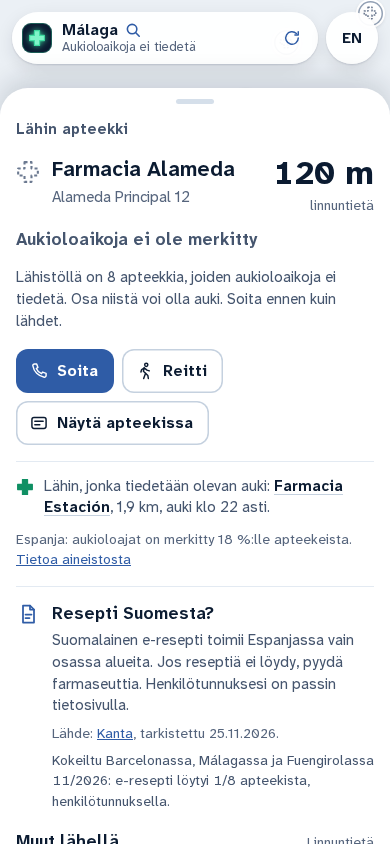 Málaga
Aukioloaikoja ei tiedetä
EN
Lähin apteekki
Farmacia Alameda
120 m
Alameda Principal 12
linnuntietä
Aukioloaikoja ei ole merkitty
Lähistöllä on 8 apteekkia, joiden aukioloaikoja ei
tiedetä. Osa niistä voi olla auki. Soita ennen kuin
lähdet.
Soita
Reitti
Näytä apteekissa
Lähin, jonka tiedetään olevan auki: Farmacia
Estación, 1,9 km, auki klo 22 asti.
Espanja: aukioloajat on merkitty 18 %:lle apteekeista.
Tietoa aineistosta
Resepti Suomesta?
Suomalainen e-resepti toimii Espanjassa vain
osassa alueita. Jos reseptiä ei löydy, pyydä
farmaseuttia. Henkilötunnuksesi on passin
tietosivulla.
Lähde: Kanta, tarkistettu 25.11.2026.
Kokeiltu Barcelonassa, Málagassa ja Fuengirolassa
11/2026: e-resepti löytyi 1/8 apteekista,
henkilötunnuksella.
Muut lähellä
Linnuntietä